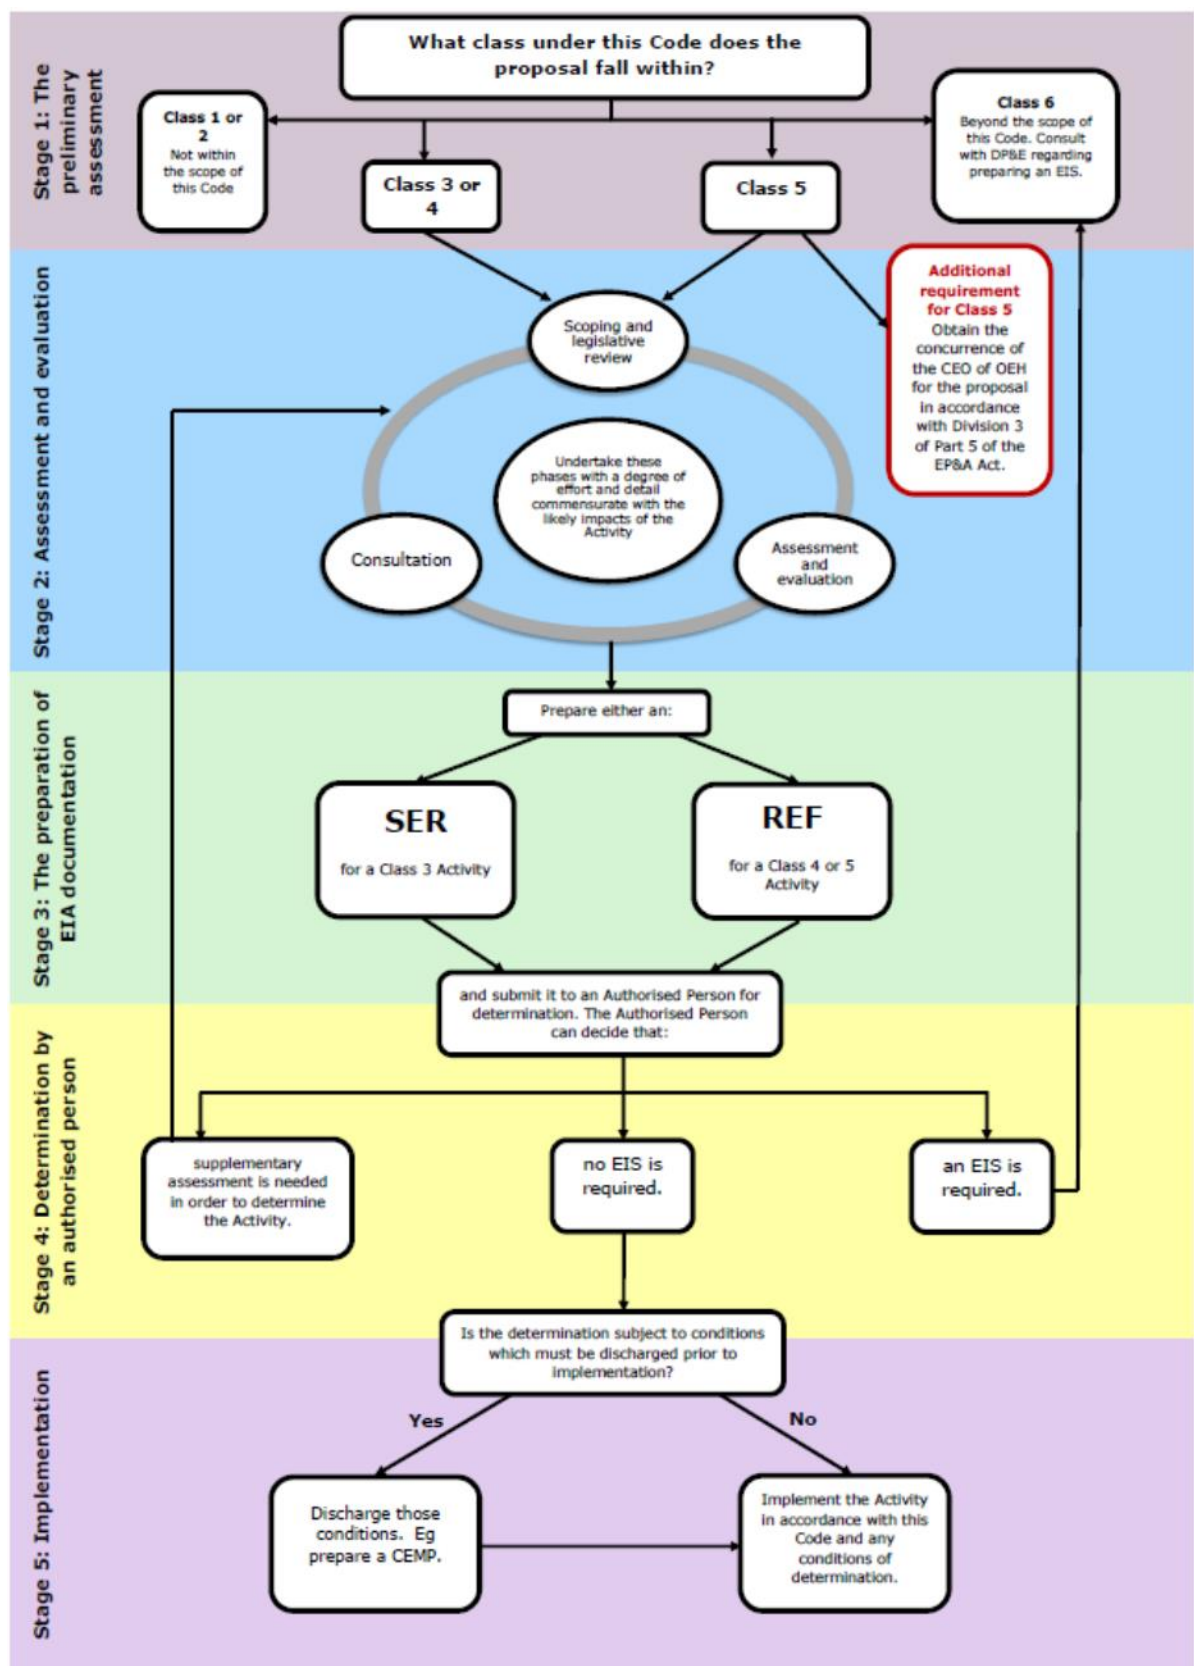 What class under this Code does the
proposal fall within?
Stage 1: The
preliminary
assessment
Class 1 or
2
Not within
the scope of
this Code
Class 3 or
4
Class 5
Class 6
Beyond the scope of
this Code. Consult
with DP&E regarding
preparing an EIS.
Stage 2: Assessment and evaluation
Additional
requirement
for Class 5
Obtain the
concurrence of
the CEO of OEH
for the proposal
in accordance
with Division 3
of Part 5 of the
EP&A Act.
Scoping and
legislative
review
Undertake these
phases with a degree of
effort and detail
commensurate with the
likely impacts of the
Activity
Consultation
Assessment
and
evaluation
Stage 3: The preparation of
EIA documentation
Prepare either an:
SER
for a Class 3 Activity
REF
for a Class 4 or 5
Activity
and submit it to an Authorised Person for
determination. The Authorised Person
can decide that:
Stage 4: Determination by
an authorised person
supplementary
assessment is needed
in order to determine
the Activity.
no EIS is
required.
an EIS is
required.
Stage 5: Implementation
Is the determination subject to conditions
which must be discharged prior to
implementation?
Yes
No
Discharge those
conditions. Eg
prepare a CEMP.
Implement the Activity
in accordance with this
Code and any
conditions of
determination.